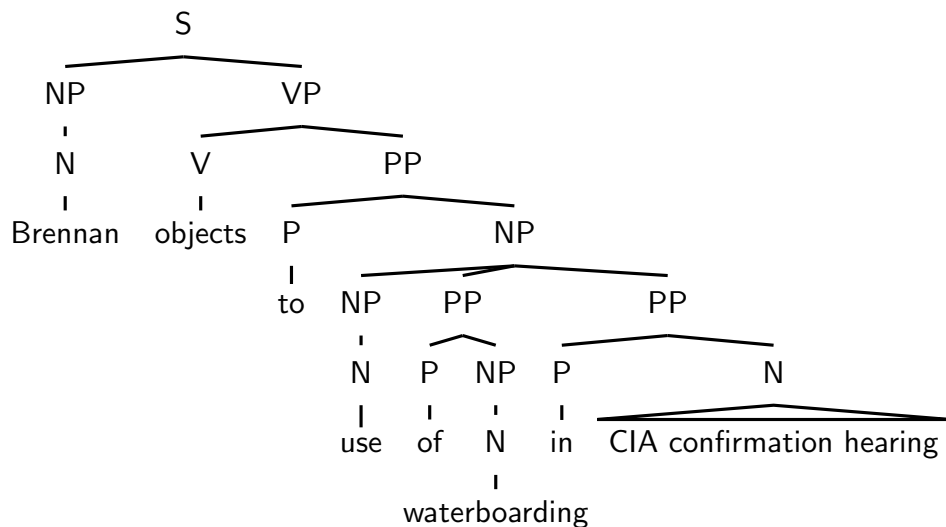 S
NP VP
N V PP
Brennan objects P NP
to NP PP PP
N P NP P N
use of N in CIA confirmation hearing
waterboarding